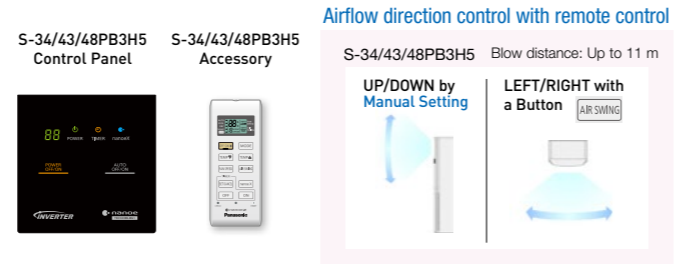 Airflow direction control with remote control
S-34/43/48PB3H5
Control Panel
S-34/43/48PB3H5
Accessory
S-34/43/48PB3H5 Blow distance: Up to 11 m
UP/DOWN by
Manual Setting
LEFT/RIGHT with
a Button AIR SWING
88
POWER TIMER nanoeX
POWER
OFF/ON
AUTO
OFF/ON
INVERTER
nanoe
MODE
Panasonic